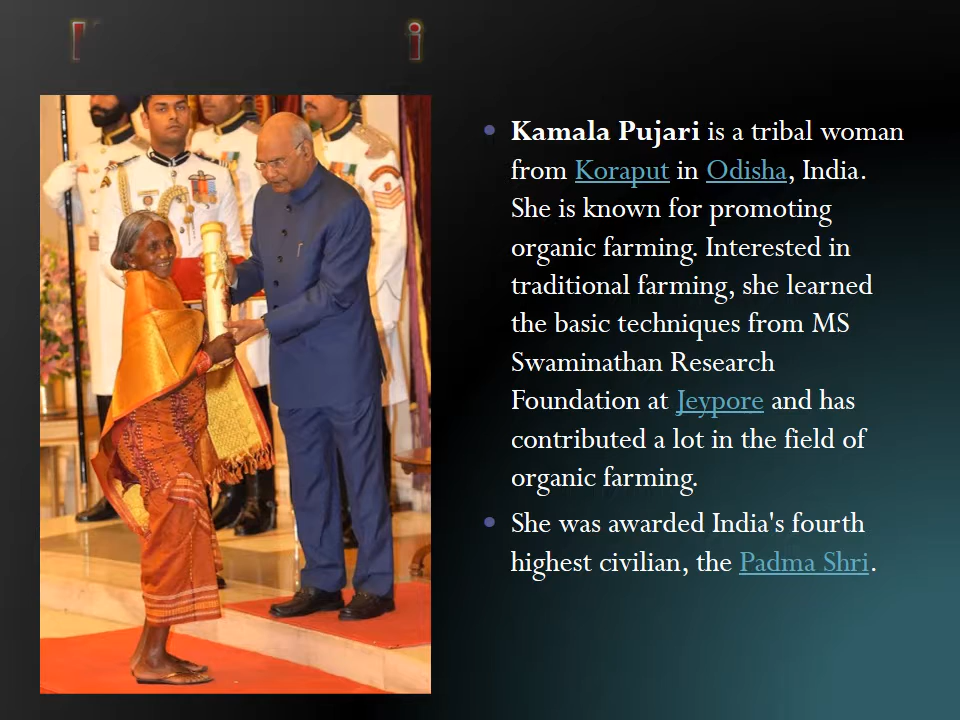 Kamala Pujari is a tribal woman
from Koraput in Odisha, India.
She is known for promoting
organic farming. Interested in
traditional farming, she learned
the basic techniques from MS
Swaminathan Research
Foundation at Jeypore and has
contributed a lot in the field of
organic farming.
She was awarded India's fourth
highest civilian, the Padma Shri.